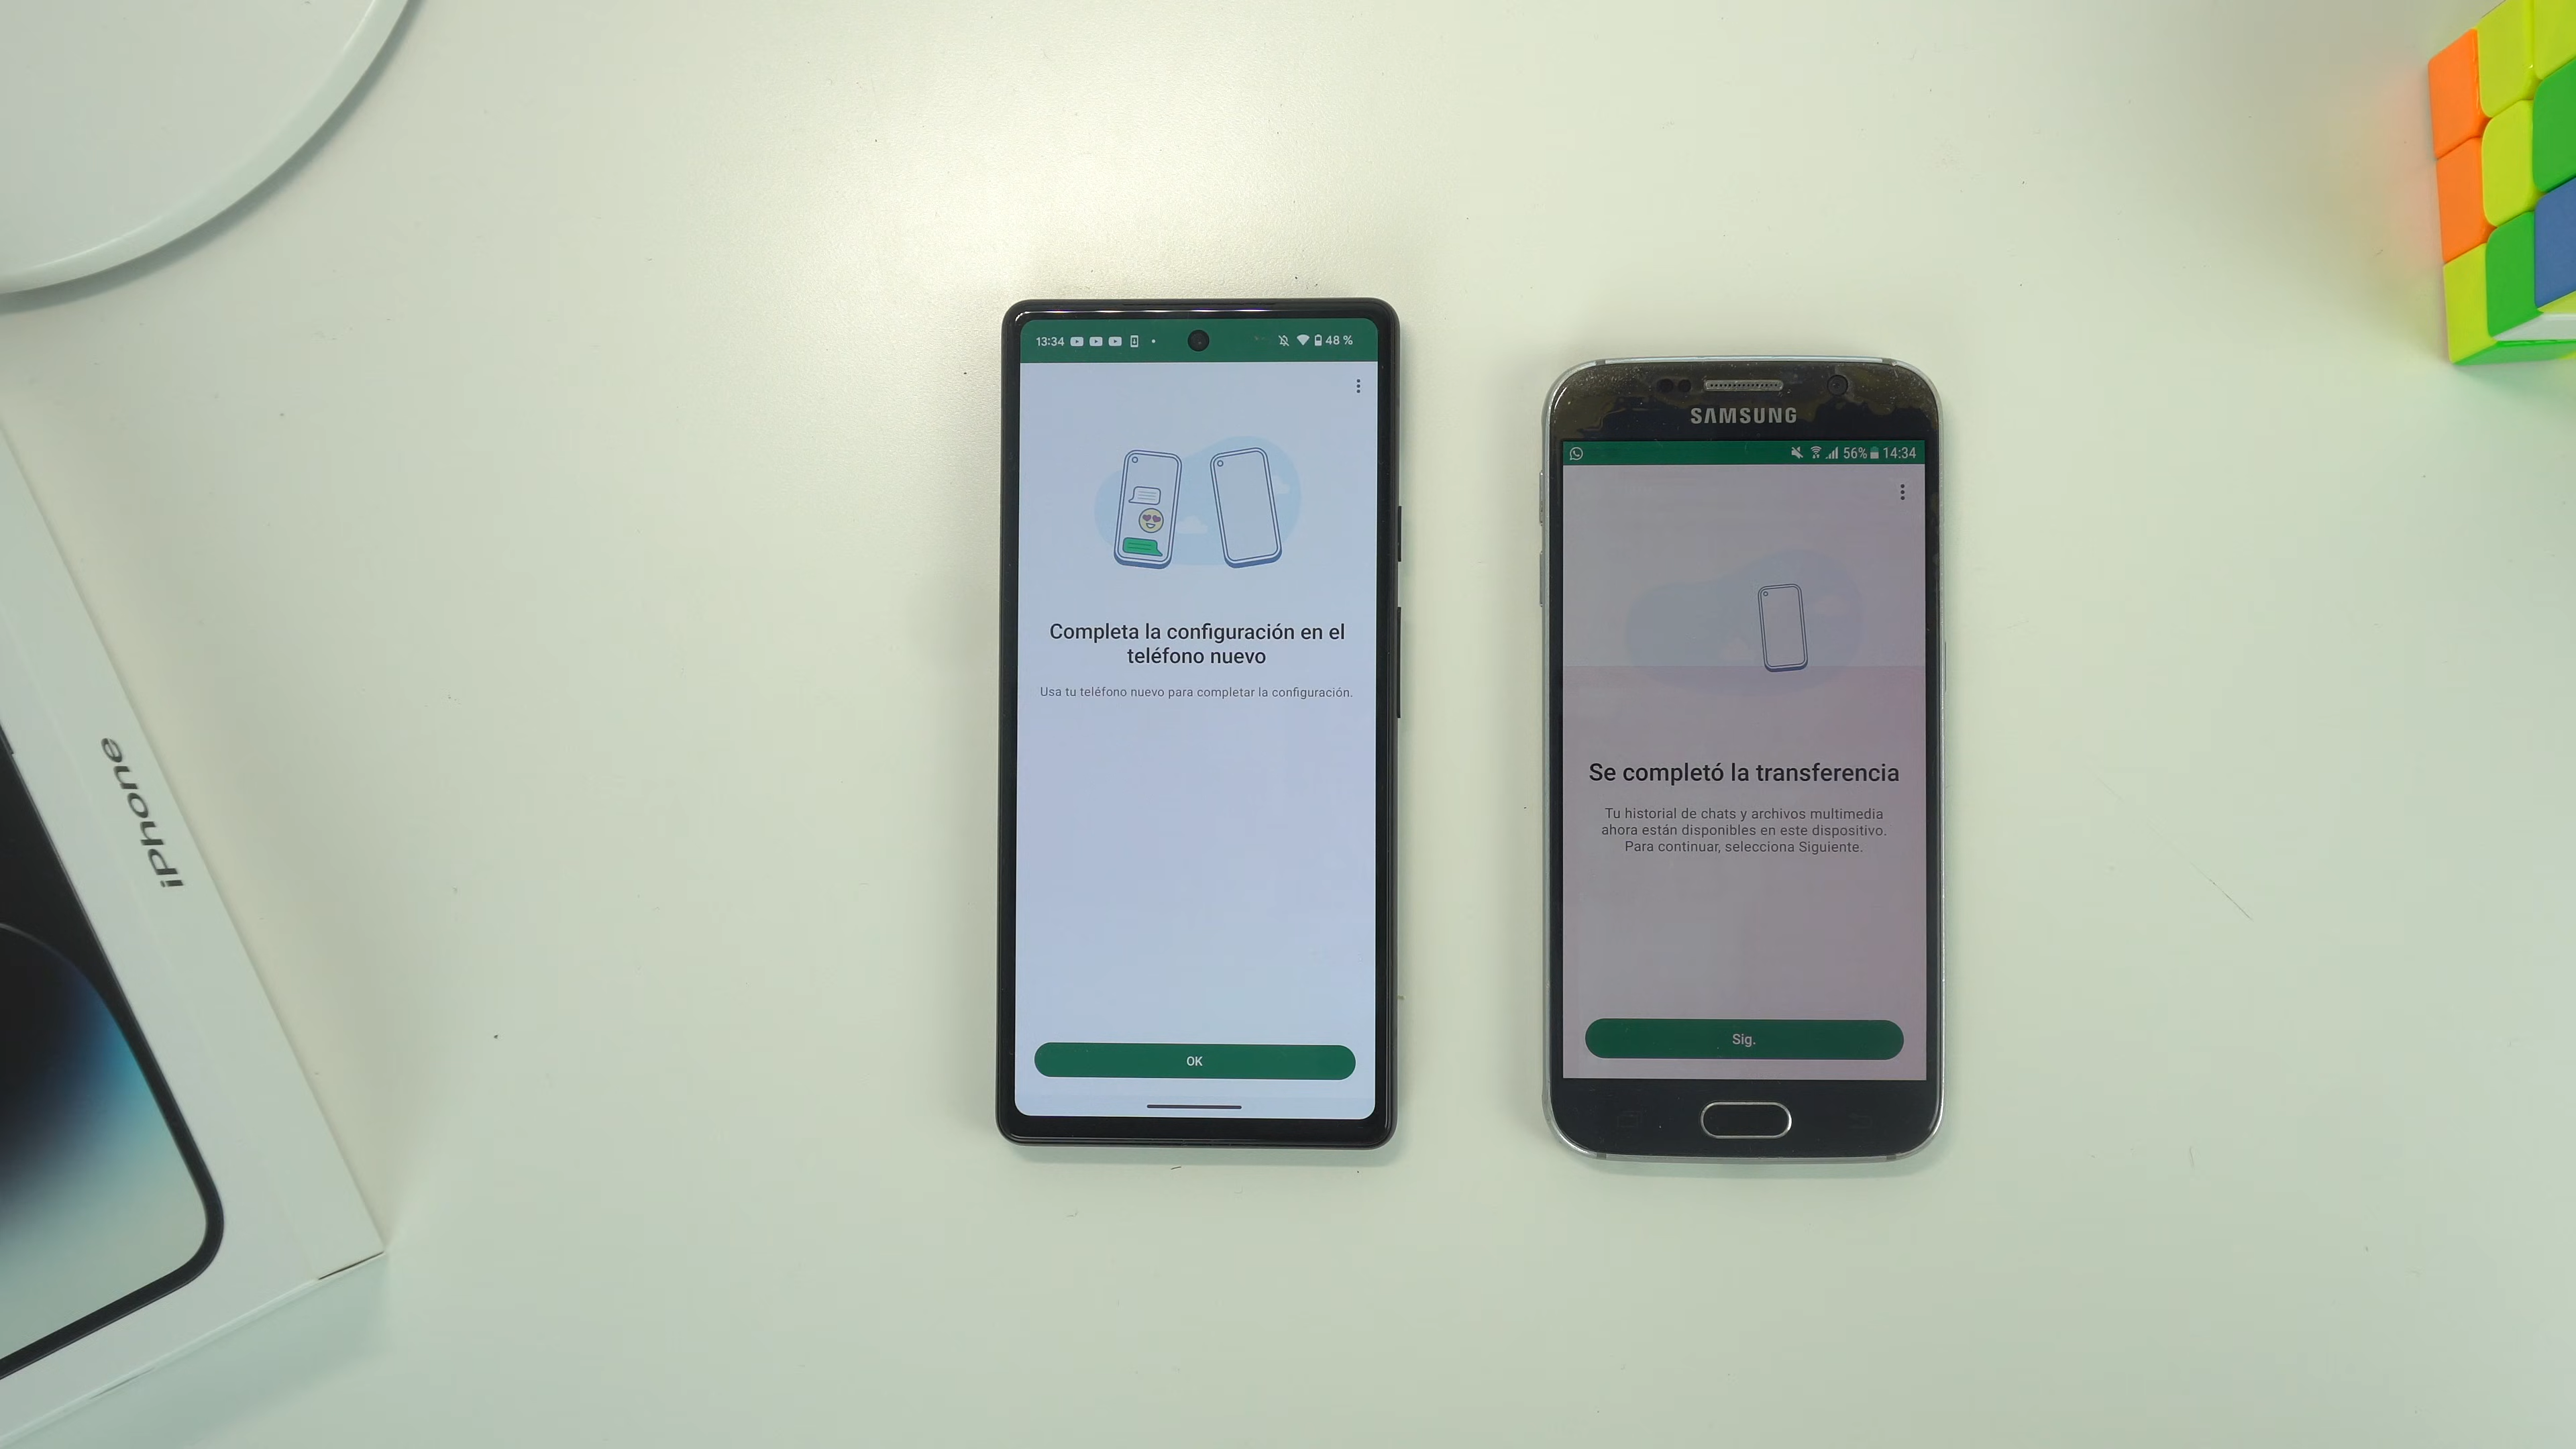 iPhone
13:34
48 %
Completa la configuración en el
teléfono nuevo
Usa tu teléfono nuevo para completar la configuración.
OK
SAMSUNG
56% 14:34
Se completó la transferencia
Tu historial de chats y archivos multimedia
ahora están disponibles en este dispositivo.
Para continuar, selecciona Siguiente.
Sig.